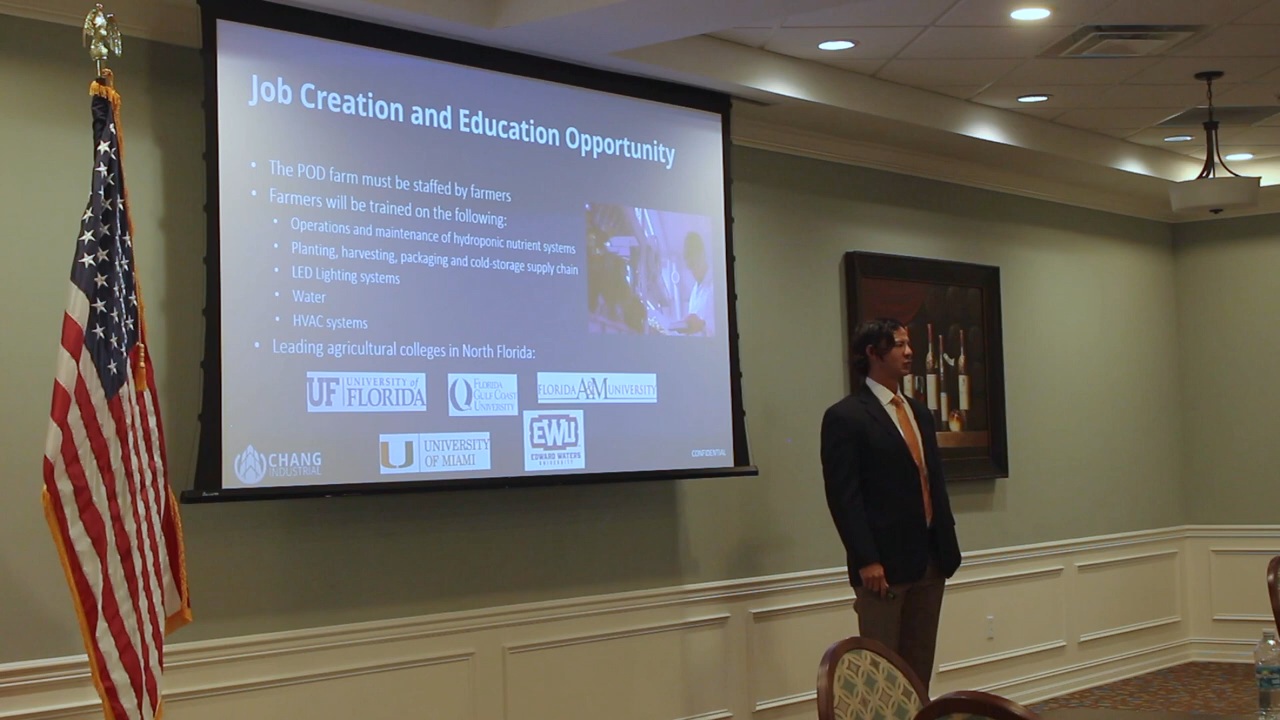 Job Creation and Education Opportunity
• The POD farm must be staffed by farmers
• Farmers will be trained on the following:
• Operations and maintenance of hydroponic nutrient systems
• Planting, harvesting, packaging and cold-storage supply chain
• LED Lighting systems
• Water
• HVAC systems
• Leading agricultural colleges in North Florida:
UF UNIVERSITY of FLORIDA
FLORIDA GULF COAST UNIVERSITY
FLORIDA A&M UNIVERSITY
UNIVERSITY OF MIAMI
EWU
EDWARD WATERS
UNIVERSITY
CHANG
INDUSTRIAL
CONFIDENTIAL